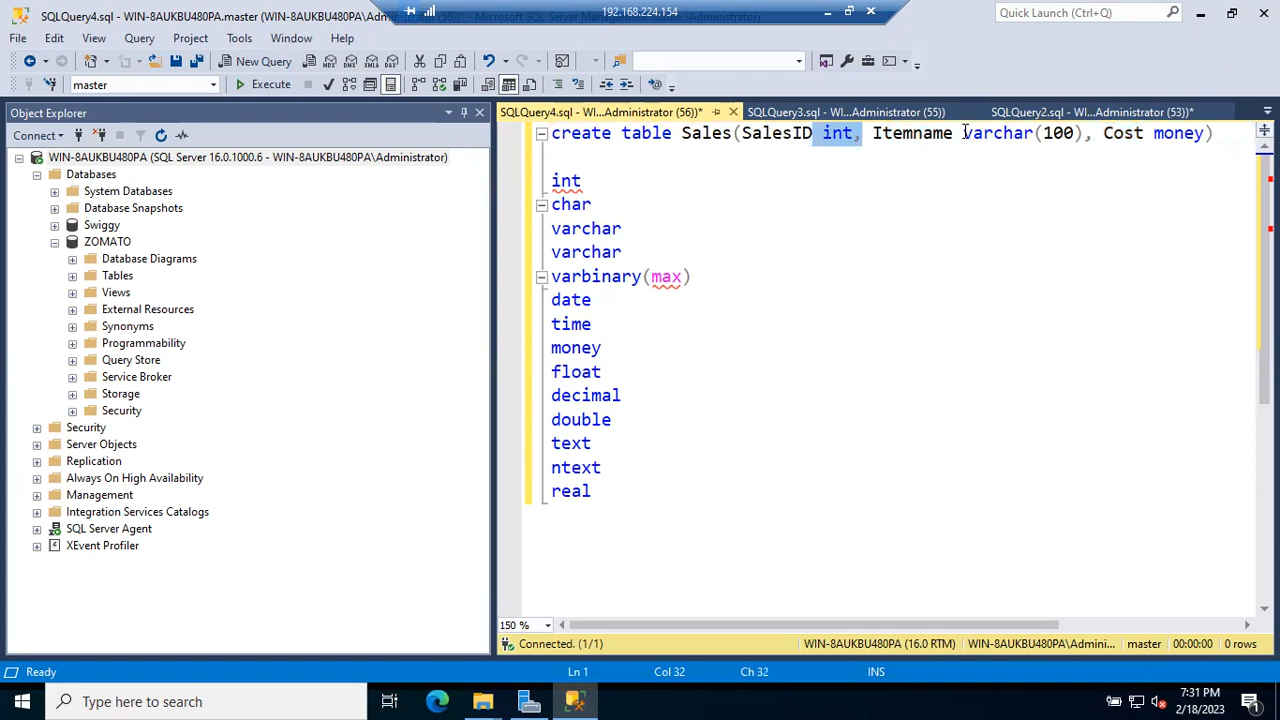 WIN-8AUKBU480PA.master (WIN-8AUKBU480PA\Admini
192.168.224.154
- Microsoft SQL Server Man
Quick Launch (Ctrl+Q)
File Edit View Query Project Tools Window Help
New Query
MDX DMX XMLA DAX
master Execute
Object Explorer
SQLQuery4.sql - WI...Administrator (56))*
SQLQuery3.sql - WI...Administrator (55))
SQLQuery2.sql - WI...Administrator (53))*
Connect
WIN-8AUKBU480PA (SQL Server 16.0.1000.6 - WIN-8AUKBU480PA\Administrator)
Databases
System Databases
Database Snapshots
Swiggy
ZOMATO
Database Diagrams
Tables
Views
External Resources
Synonyms
Programmability
Query Store
Service Broker
Storage
Security
Security
Server Objects
Replication
Always On High Availability
Management
Integration Services Catalogs
SQL Server Agent
XEvent Profiler
create table Sales(SalesID int, Itemname varchar(100), Cost money)
int
char
varchar
varchar
varbinary(max)
date
time
money
float
decimal
double
text
ntext
real
150 %
Connected. (1/1)
WIN-8AUKBU480PA (16.0 RTM)
WIN-8AUKBU480PA\Admini...
master
00:00:00
0 rows
Ready
Ln 1
Col 32
Ch 32
INS
Type here to search
7:31 PM
2/18/2023
1